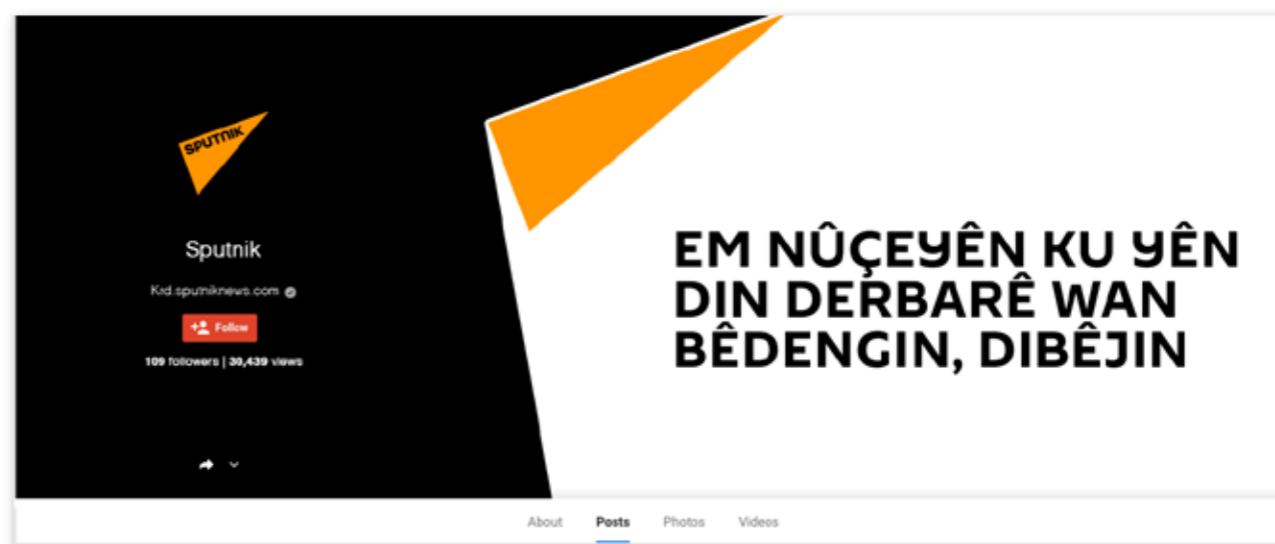 SPUTNIK
Sputnik
Krd.sputniknews.com
Follow
109 followers | 30,439 views
EM NÛÇEYÊN KU YÊN
DIN DERBARÊ WAN
BÊDENGIN, DIBÊJIN
About Posts Photos Videos